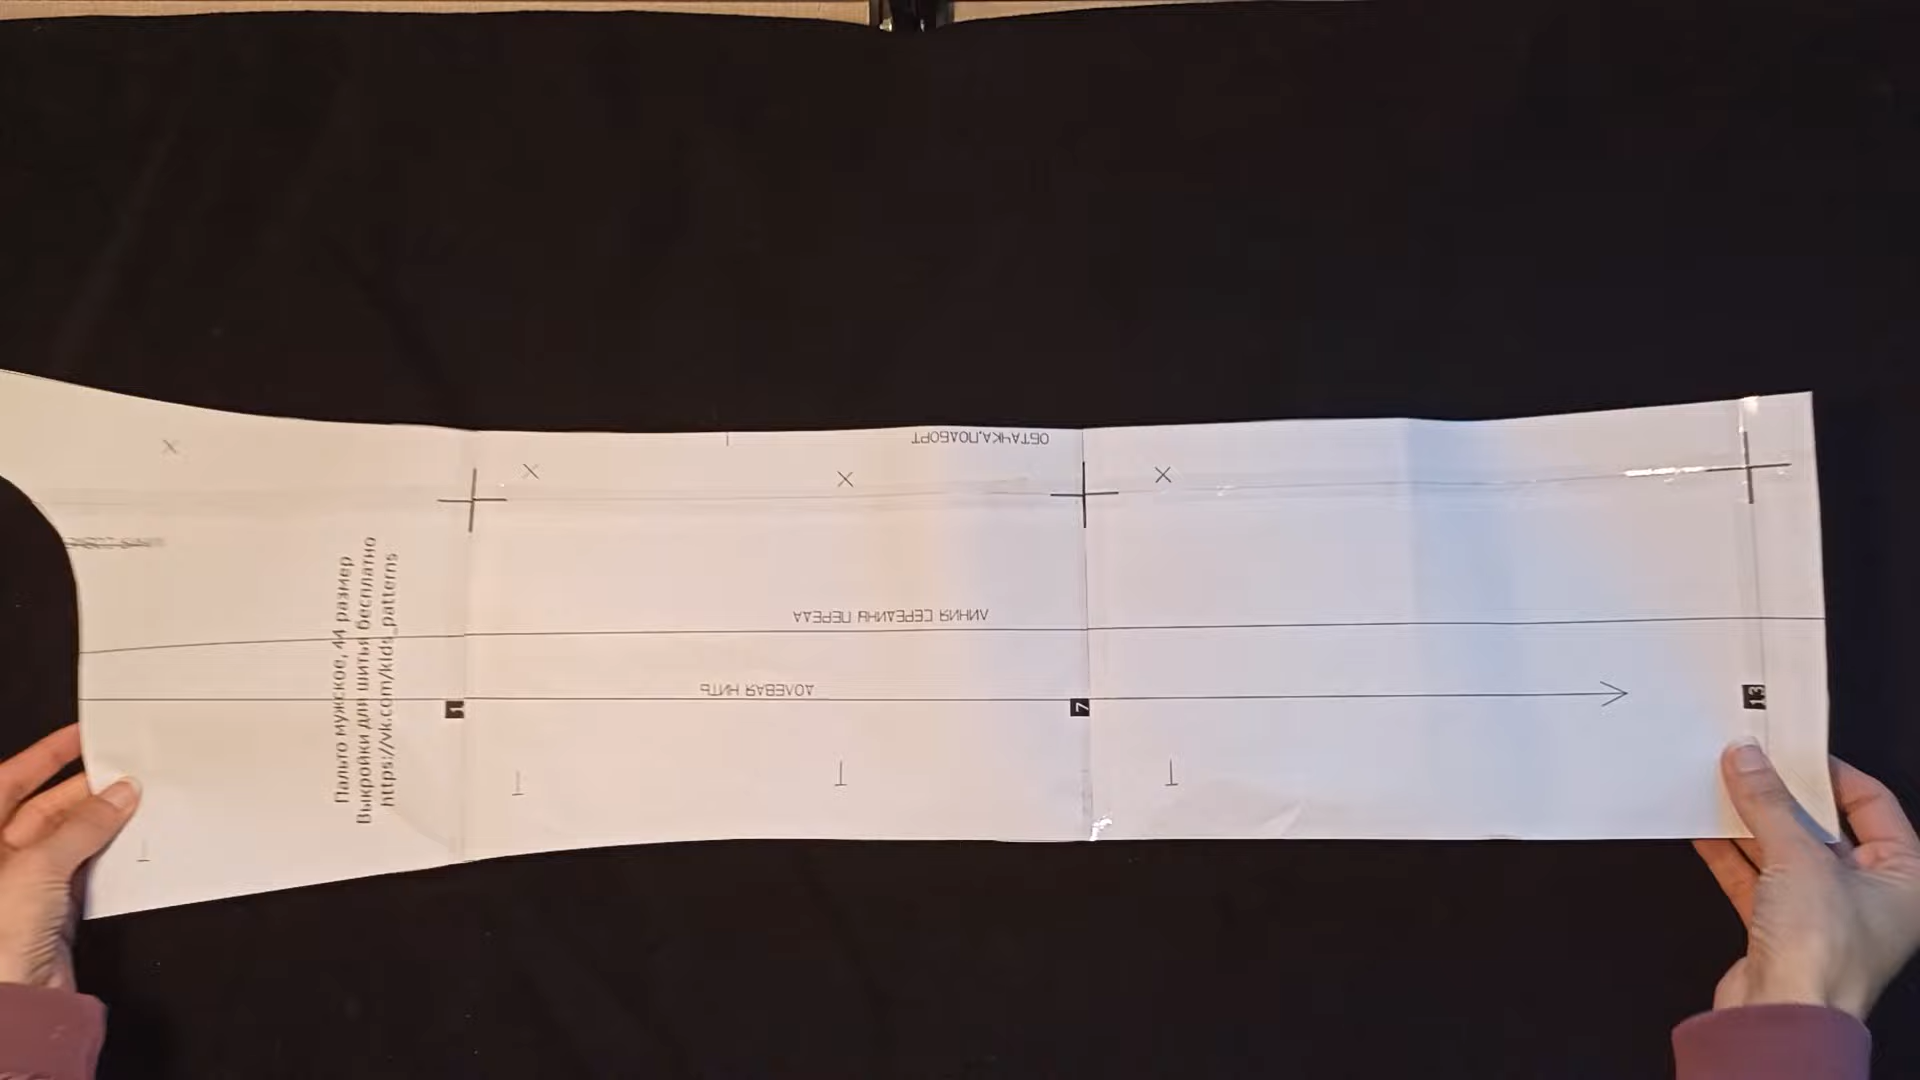 ОБТАЧКА,ПОДБОРТ
ЛИНИЯ СЕРЕДИНЫ ПЕРЕДА
ДОЛЕВАЯ НИТЬ
Пальто мужское, 44 размер
Выкройки для шитья бесплатно
https://vk.com/kids_patterns
1
7
13